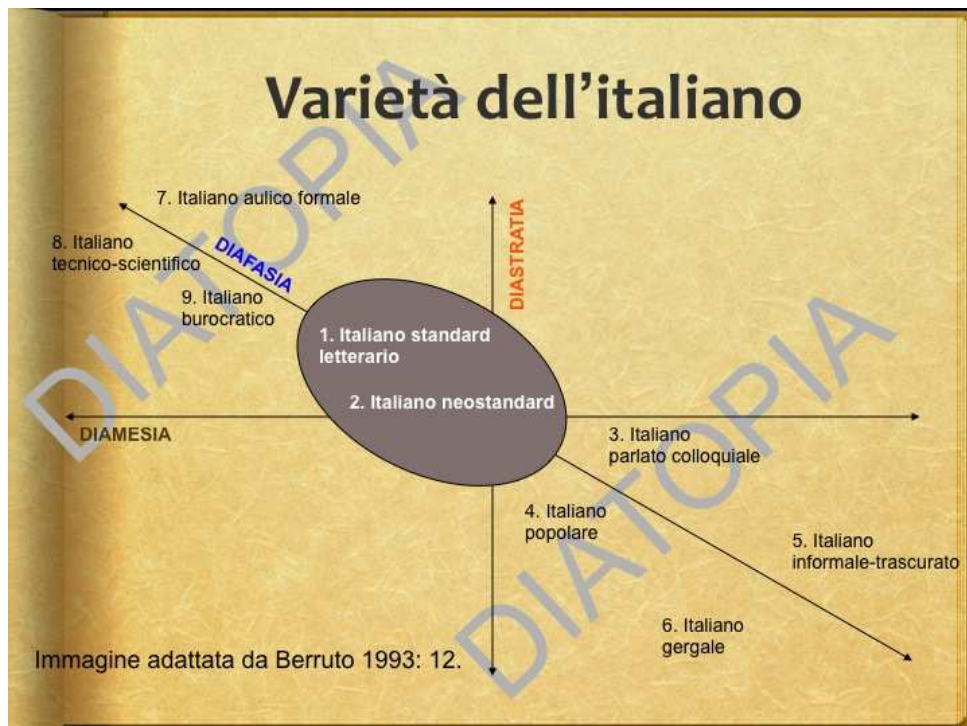 Varietà dell'italiano
DIATOPIA
7. Italiano aulico formale
DIASTRATIA
8. Italiano
tecnico-scientifico
DIAFASIA
9. Italiano
burocratico
1. Italiano standard
letterario
2. Italiano neostandard
DIAMESIA
3. Italiano
parlato colloquiale
DIATOPIA
4. Italiano
popolare
5. Italiano
informale-trascurato
6. Italiano
gergale
Immagine adattata da Berruto 1993: 12.